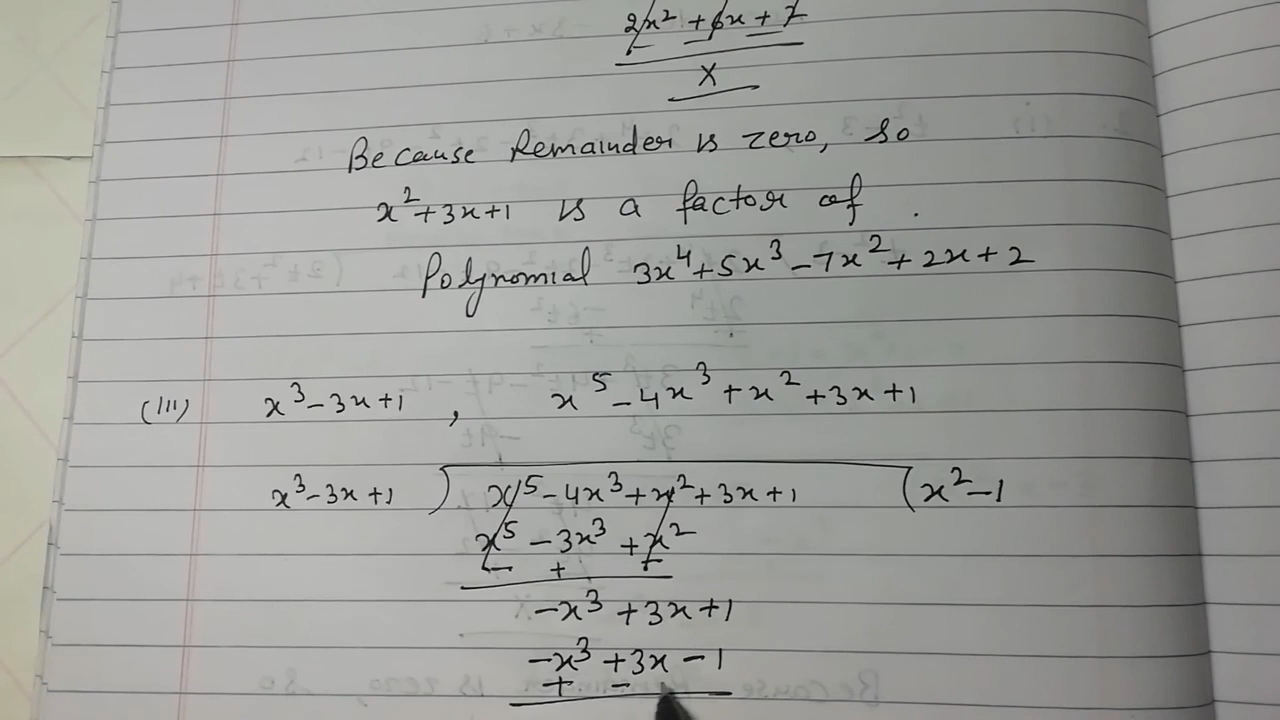 2x² + 6x + 2
x
Because Remainder is zero, so
x² + 3x + 1 is a factor of
Polynomial 3x⁴ + 5x³ - 7x² + 2x + 2
(III) x³ - 3x + 1 , x⁵ - 4x³ + x² + 3x + 1
x³ - 3x + 1 ) x⁵ - 4x³ + x² + 3x + 1 ( x² - 1
x⁵ - 3x³ + x²
- + -
-x³ + 3x + 1
-x³ + 3x - 1
+ -